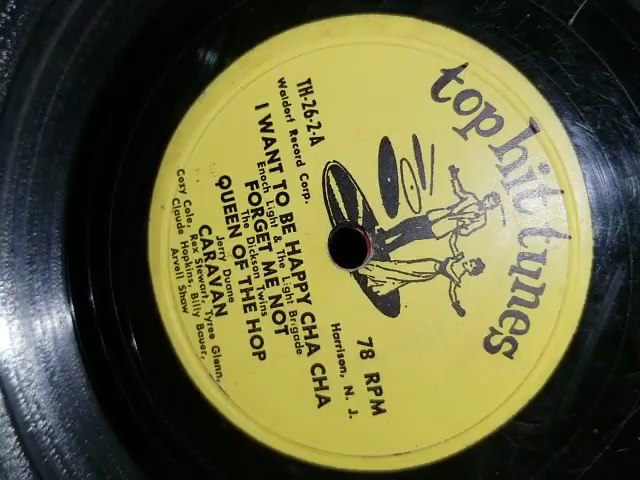 top hit tunes
TH-26-2-A
Waldorf Record Corp.
78 RPM
Harrison, N. J.
I WANT TO BE HAPPY CHA CHA
Enoch Light & The Light Brigade
FORGET ME NOT
The Dickson Twins
QUEEN OF THE HOP
Jerry Duane
CARAVAN
Cozy Cole, Rex Stewart, Tyree Glenn,
Claude Hopkins, Billy Bauer,
Arvell Shaw